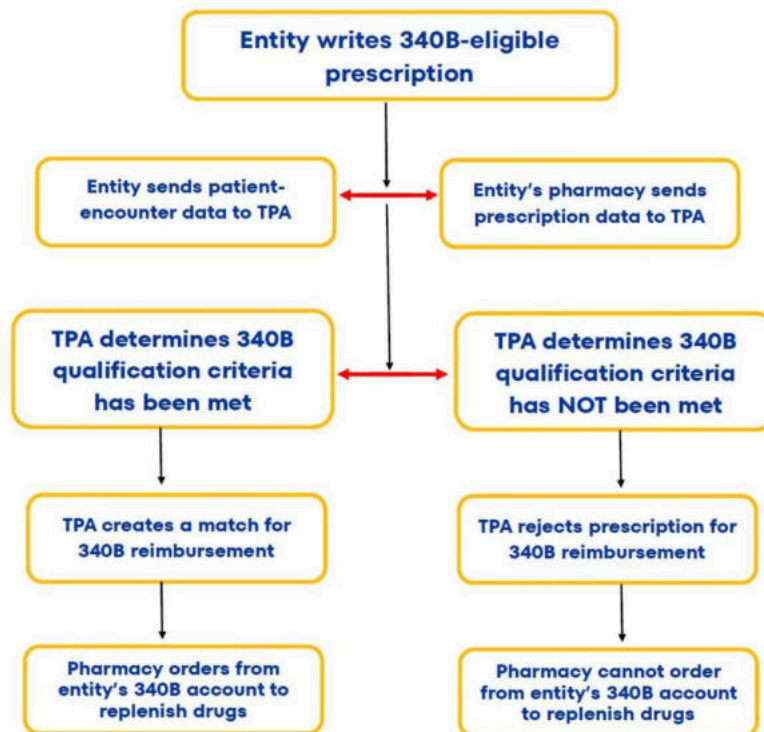 Entity writes 340B-eligible
prescription
Entity sends patient-
encounter data to TPA
Entity's pharmacy sends
prescription data to TPA
TPA determines 340B
qualification criteria
has been met
TPA determines 340B
qualification criteria
has NOT been met
TPA creates a match for
340B reimbursement
TPA rejects prescription for
340B reimbursement
Pharmacy orders from
entity's 340B account to
replenish drugs
Pharmacy cannot order
from entity's 340B account
to replenish drugs